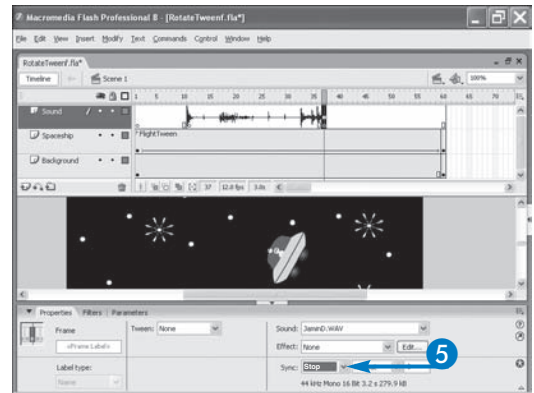 Macromedia Flash Professional 8 - [RotateTweenf.fla*]
File Edit View Insert Modify Text Commands Control Window Help
RotateTweenf.fla*
Timeline Scene 1 100%
1 5 10 15 20 25 30 35 40 45 50 55 60 65 70
Sound
Spaceship FlightTween
Background
37 12.0 fps 3.0s
Properties Filters Parameters
Frame Tween: None Sound: JaminD.WAV
<Frame Label> Effect: None Edit...
Label type: Sync: Stop 5
Name 44 kHz Mono 16 Bit 3.2 s 279.9 kB